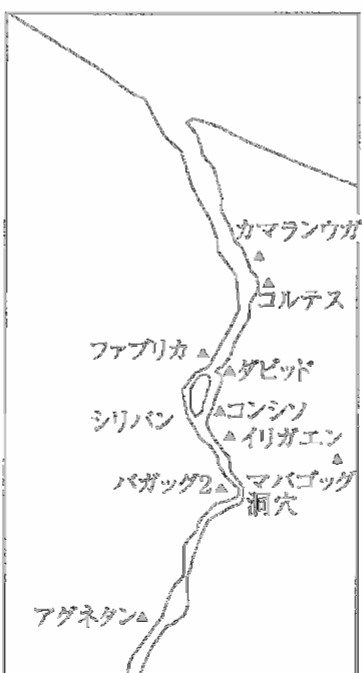 カマランウガ
コルテス
ファブリカ
ダビッド
シリバン
コンシソ
イリガエン
バガッグ2
マバゴッグ
洞穴
アグネタン